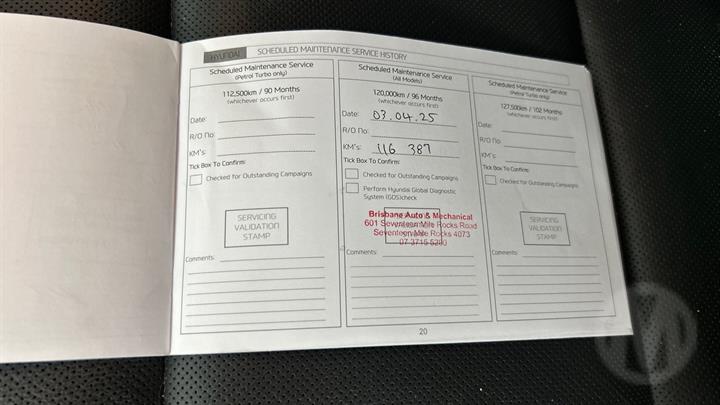 HYUNDAI SCHEDULED MAINTENANCE SERVICE HISTORY
Scheduled Maintenance Service
(Petrol Turbo only)
112,500km / 90 Months
(whichever occurs first)
Date:
R/O No:
KM's:
Tick Box To Confirm:
Checked for Outstanding Campaigns
SERVICING
VALIDATION
STAMP
Comments:
Scheduled Maintenance Service
(All Models)
120,000km / 96 Months
(whichever occurs first)
Date: 03.04.25
R/O No:
KM's: 116 387
Tick Box To Confirm:
Checked for Outstanding Campaigns
Perform Hyundai Global Diagnostic
System (GDS)check
Brisbane Auto & Mechanical
601 Seventeen Mile Rocks Road
Seventeen Mile Rocks 4073
07 3715 5290
Comments:
Scheduled Maintenance Service
(Petrol Turbo only)
127,500km / 102 Months
(whichever occurs first)
Date:
R/O No:
KM's:
Tick Box To Confirm:
Checked for Outstanding Campaigns
SERVICING
VALIDATION
STAMP
Comments:
20